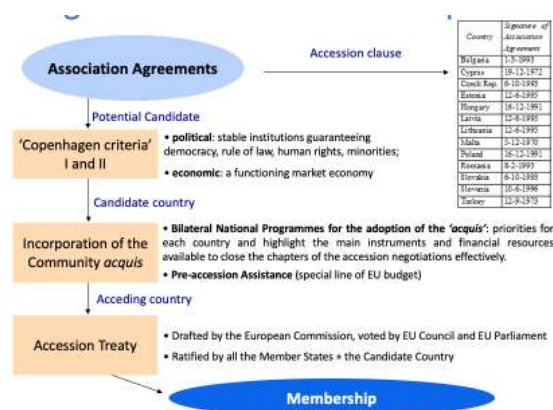 Association Agreements
Accession clause
Country
Signature of
Association
Agreement
Bulgaria 1-3-1993
Cyprus 19-12-1972
Czech Rep. 6-10-1993
Estonia 12-6-1995
Hungary 16-12-1991
Latvia 12-6-1995
Lithuania 12-6-1995
Malta 5-12-1970
Poland 16-12-1991
Romania 8-2-1993
Slovakia 6-10-1993
Slovenia 10-6-1996
Turkey 12-9-1973
Potential Candidate
‘Copenhagen criteria’
I and II
• political: stable institutions guaranteeing
democracy, rule of law, human rights, minorities;
• economic: a functioning market economy
Candidate country
Incorporation of the
Community acquis
• Bilateral National Programmes for the adoption of the ‘acquis’: priorities for
each country and highlight the main instruments and financial resources
available to close the chapters of the accession negotiations effectively.
• Pre-accession Assistance (special line of EU budget)
Acceding country
Accession Treaty
• Drafted by the European Commission, voted by EU Council and EU Parliament
• Ratified by all the Member States + the Candidate Country
Membership